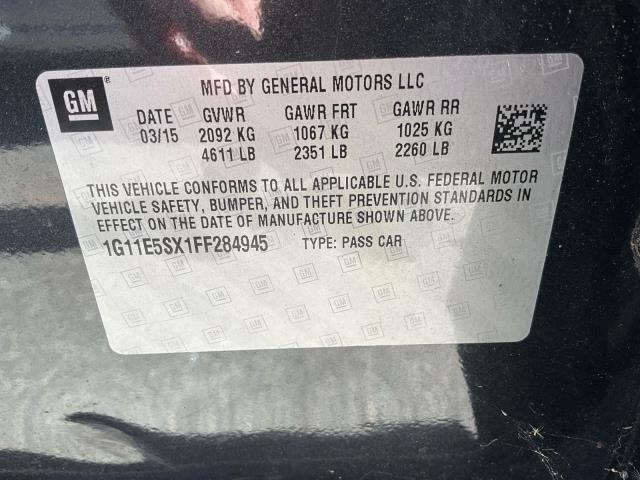 GM ®
MFD BY GENERAL MOTORS LLC
DATE GVWR GAWR FRT GAWR RR
03/15 2092 KG 1067 KG 1025 KG
4611 LB 2351 LB 2260 LB
THIS VEHICLE CONFORMS TO ALL APPLICABLE U.S. FEDERAL MOTOR
VEHICLE SAFETY, BUMPER, AND THEFT PREVENTION STANDARDS IN
EFFECT ON THE DATE OF MANUFACTURE SHOWN ABOVE.
1G11E5SX1FF284945 TYPE: PASS CAR